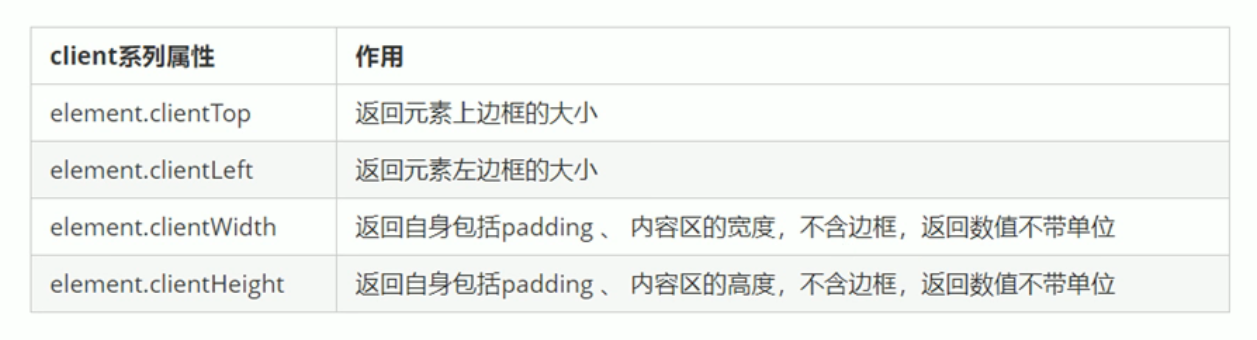 client系列属性 作用
element.clientTop 返回元素上边框的大小
element.clientLeft 返回元素左边框的大小
element.clientWidth 返回自身包括padding 、 内容区的宽度，不含边框，返回数值不带单位
element.clientHeight 返回自身包括padding 、 内容区的高度，不含边框，返回数值不带单位